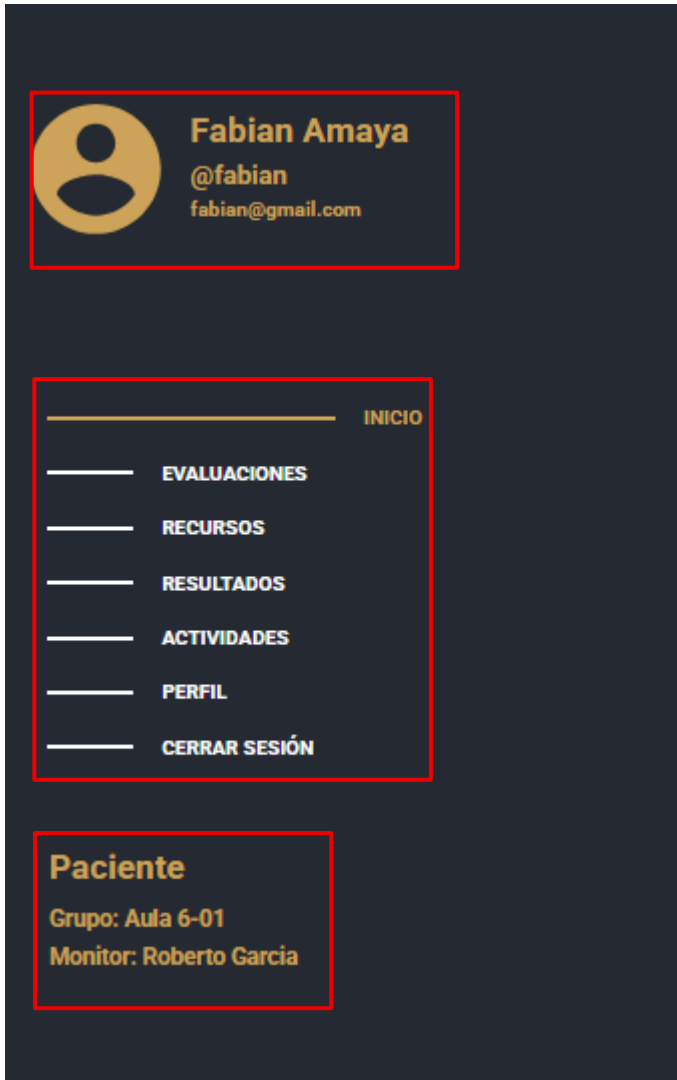 Fabian Amaya
@fabian
fabian@gmail.com
INICIO
EVALUACIONES
RECURSOS
RESULTADOS
ACTIVIDADES
PERFIL
CERRAR SESIÓN
Paciente
Grupo: Aula 6-01
Monitor: Roberto Garcia